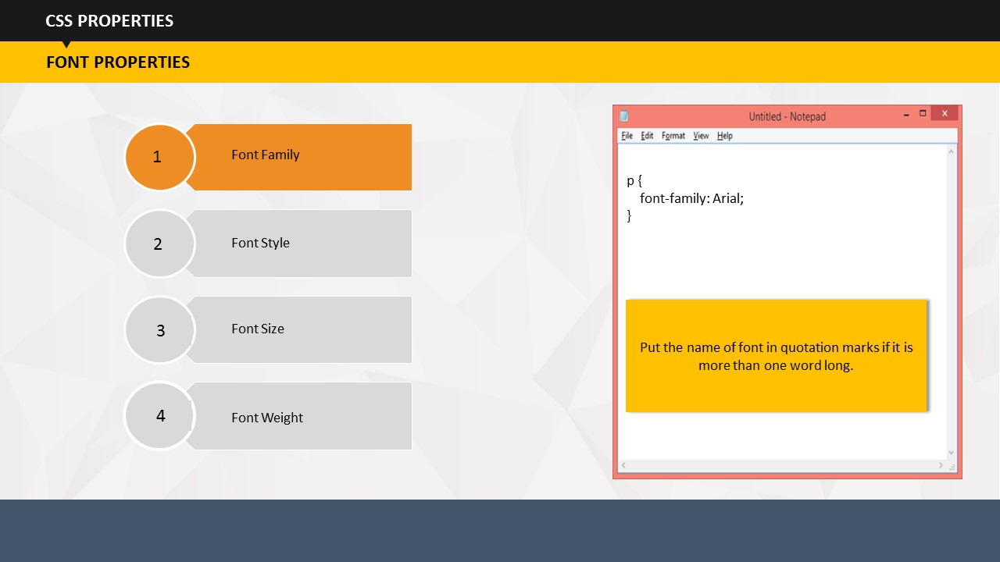 CSS PROPERTIES
FONT PROPERTIES
1
Font Family
2
Font Style
3
Font Size
4
Font Weight
Untitled - Notepad
x
File Edit Format View Help
p {
font-family: Arial;
}
Put the name of font in quotation marks if it is
more than one word long.